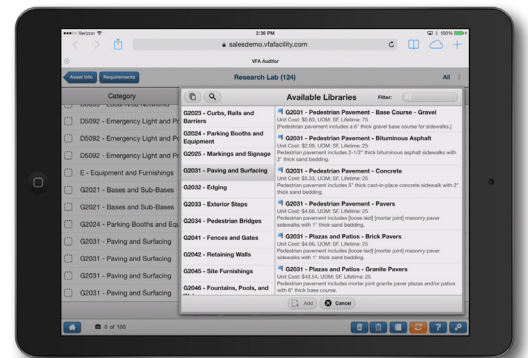 Verizon
2:36 PM
100%
salesdemo.vfafacility.com
VFA Auditor
Asset Info
Requirements
Research Lab (124)
All
Category
D5092 - Emergency Light and Po
D5092 - Emergency Light and Po
D5092 - Emergency Light and Po
E - Equipment and Furnishings
G2021 - Bases and Sub-Bases
G2021 - Bases and Sub-Bases
G2024 - Parking Booths and Equ
G2031 - Paving and Surfacing
G2031 - Paving and Surfacing
G2031 - Paving and Surfacing
G2031 - Paving and Surfacing
Available Libraries
Filter:
G2023 - Curbs, Rails and
Barriers
G2024 - Parking Booths and
Equipment
G2025 - Markings and Signage
G2031 - Paving and Surfacing
G2032 - Edging
G2033 - Exterior Steps
G2034 - Pedestrian Bridges
G2041 - Fences and Gates
G2042 - Retaining Walls
G2045 - Site Furnishings
G2046 - Fountains, Pools, and
G2031 - Pedestrian Pavement - Base Course - Gravel
Unit Cost: $0.83, UOM: SF, Lifetime: 75
[Pedestrian pavement includes a 6" thick gravel base course for sidewalks.]
G2031 - Pedestrian Pavement - Bituminous Asphalt
Unit Cost: $2.09, UOM: SF, Lifetime: 25
Pedestrian pavement includes 3-1/2" thick bituminous asphalt sidewalks with
2" thick sand bedding.
G2031 - Pedestrian Pavement - Concrete
Unit Cost: $5.33, UOM: SF, Lifetime: 25
Pedestrian pavement includes 5" thick cast-in-place concrete sidewalk with 2"
thick sand bedding.
G2031 - Pedestrian Pavement - Pavers
Unit Cost: $4.66, UOM: SF, Lifetime: 25
Pedestrian pavement includes [loose laid] [mortar joint] masonry paver
sidewalks with 1" thick sand bedding.
G2031 - Plazas and Patios - Brick Pavers
Unit Cost: $4.66, UOM: SF, Lifetime: 25
Pedestrian pavement includes [loose laid] [mortar joint] masonry paver
sidewalks with 1" thick sand bedding.
G2031 - Plazas and Patios - Granite Pavers
Unit Cost: $43.54, UOM: SF, Lifetime: 25
Pedestrian pavement includes mortar joint granite paver plazas and/or patios
with 6" thick base course.
Add
Cancel
0 of 100